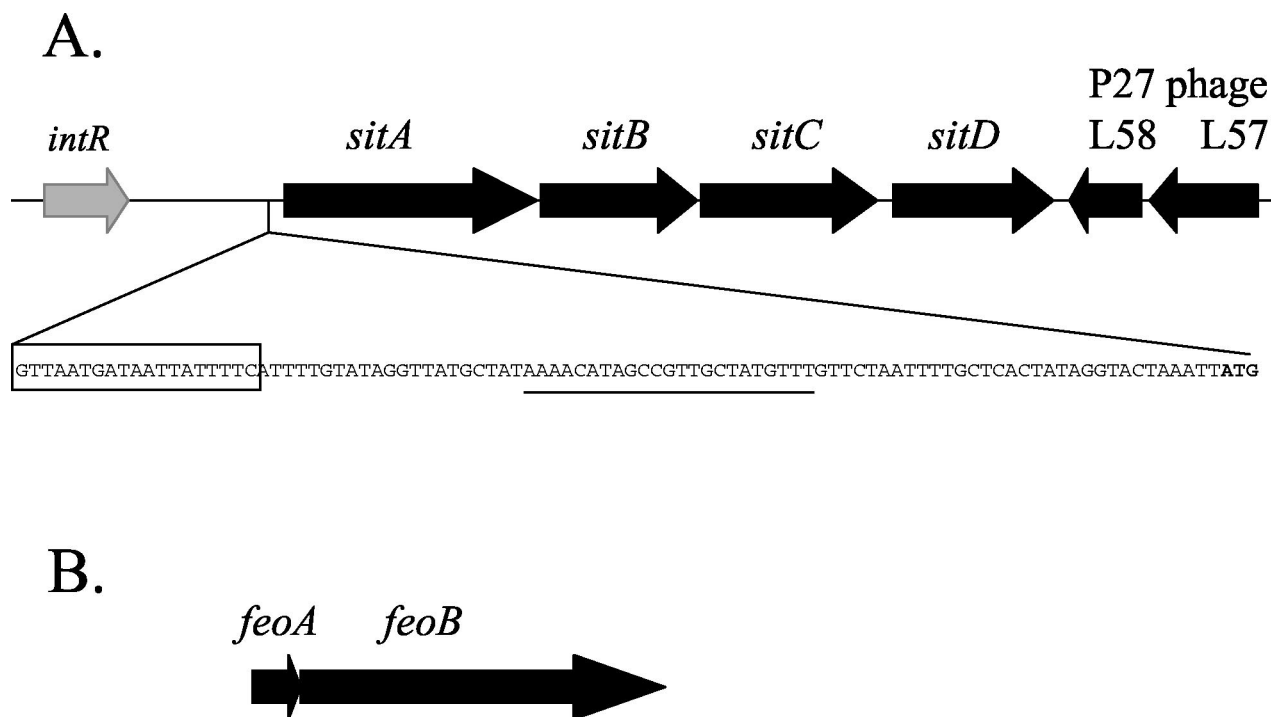 A.
P27 phage
intR sitA sitB sitC sitD L58 L57
GTTAATGATAATTATTTTCATTTTGTATAGGTTATGCTATAAAACATAGCCGTTGCTATGTTTGTTCTAATTTTGCTCACTATAGGTACTAAATTATG
B.
feoA feoB